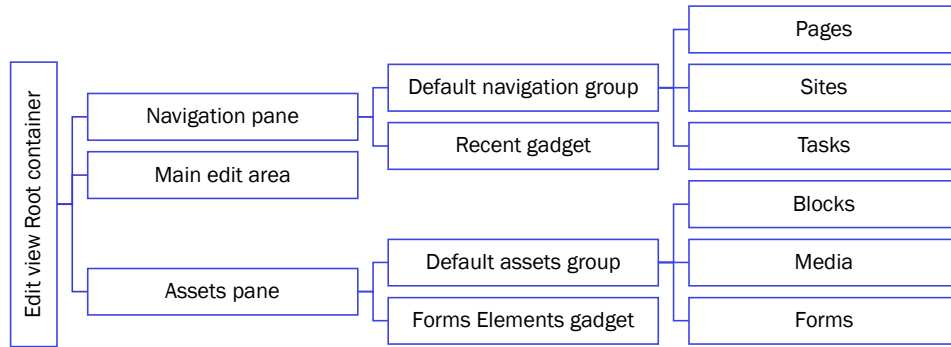 Edit view Root container
Navigation pane
Default navigation group
Pages
Sites
Tasks
Recent gadget
Main edit area
Assets pane
Default assets group
Blocks
Media
Forms
Forms Elements gadget